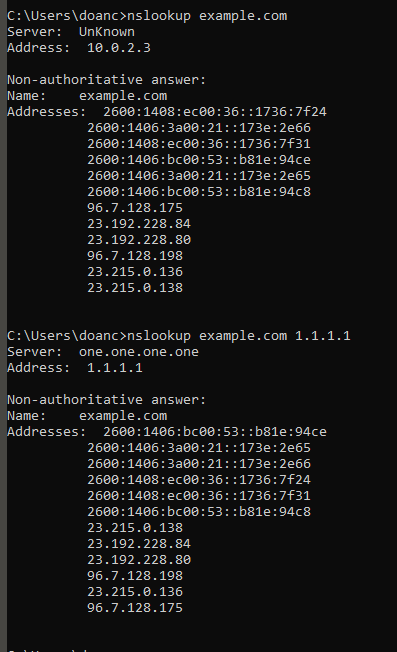 C:\Users\doanc>nslookup example.com
Server:  UnKnown
Address:  10.0.2.3
Non-authoritative answer:
Name:    example.com
Addresses:  2600:1408:ec00:36::1736:7f24
2600:1406:3a00:21::173e:2e66
2600:1408:ec00:36::1736:7f31
2600:1406:bc00:53::b81e:94ce
2600:1406:3a00:21::173e:2e65
2600:1406:bc00:53::b81e:94c8
96.7.128.175
23.192.228.84
23.192.228.80
96.7.128.198
23.215.0.136
23.215.0.138
C:\Users\doanc>nslookup example.com 1.1.1.1
Server:  one.one.one.one
Address:  1.1.1.1
Non-authoritative answer:
Name:    example.com
Addresses:  2600:1406:bc00:53::b81e:94ce
2600:1406:3a00:21::173e:2e65
2600:1406:3a00:21::173e:2e66
2600:1408:ec00:36::1736:7f24
2600:1408:ec00:36::1736:7f31
2600:1406:bc00:53::b81e:94c8
23.215.0.138
23.192.228.84
23.192.228.80
96.7.128.198
23.215.0.136
96.7.128.175